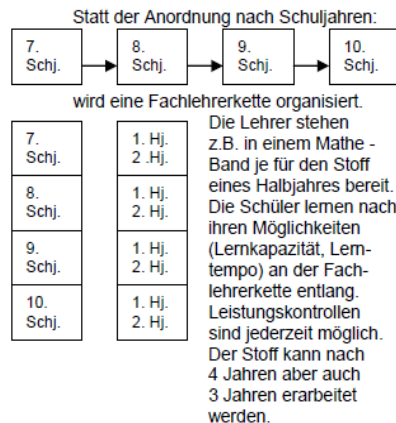 Statt der Anordnung nach Schuljahren:
7. Schj.
8. Schj.
9. Schj.
10. Schj.
wird eine Fachlehrerkette organisiert.
7.
Schj.
1. Hj.
2 .Hj.
8.
Schj.
1. Hj.
2. Hj.
9.
Schj.
1. Hj.
2. Hj.
10.
Schj.
1. Hj.
2. Hj.
Die Lehrer stehen
z.B. in einem Mathe -
Band je für den Stoff
eines Halbjahres bereit.
Die Schüler lernen nach
ihren Möglichkeiten
(Lernkapazität, Lern-
tempo) an der Fach-
lehrerkette entlang.
Leistungskontrollen
sind jederzeit möglich.
Der Stoff kann nach
4 Jahren aber auch
3 Jahren erarbeitet
werden.